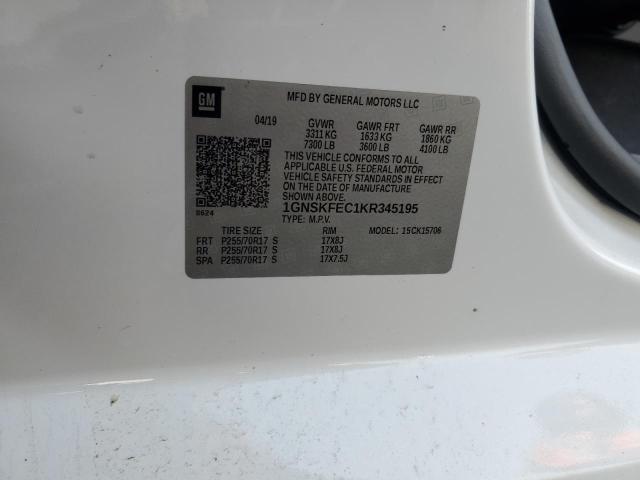 GM
MFD BY GENERAL MOTORS LLC
04/19 GVWR GAWR FRT GAWR RR
3311 KG 1633 KG 1860 KG
7300 LB 3600 LB 4100 LB
THIS VEHICLE CONFORMS TO ALL
APPLICABLE U.S. FEDERAL MOTOR
VEHICLE SAFETY STANDARDS IN EFFECT
ON THE DATE OF MANUFACTURE
SHOWN ABOVE.
1GNSKFEC1KR345195
8624 TYPE: M.P.V. MODEL: 15CK15706
TIRE SIZE RIM
FRT P255/70R17 S 17X8J
RR P255/70R17 S 17X8J
SPA P255/70R17 S 17X7.5J